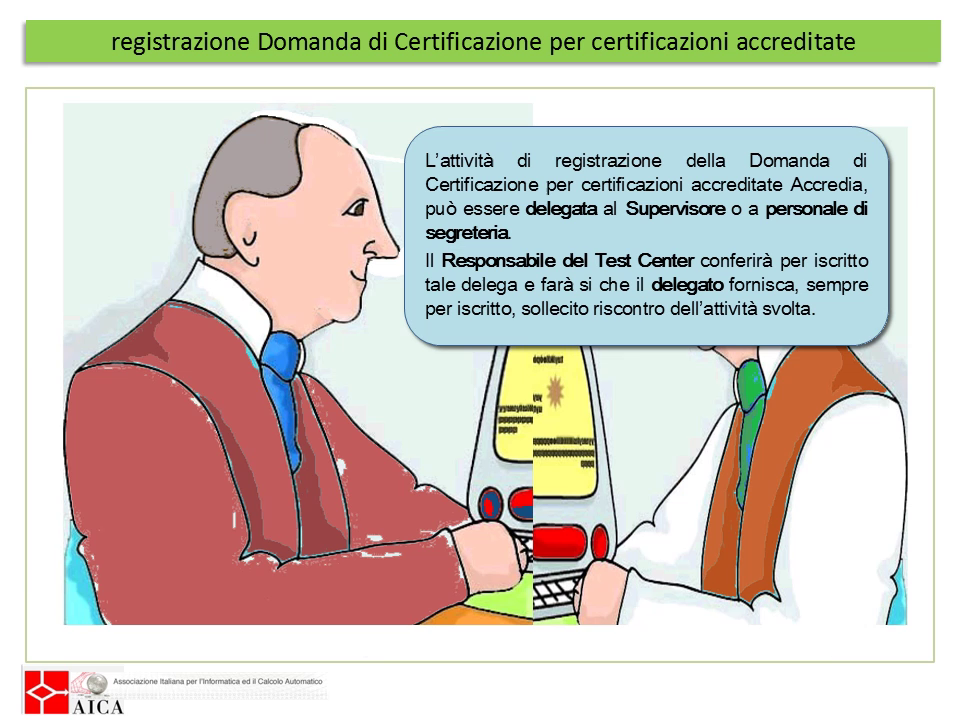 registrazione Domanda di Certificazione per certificazioni accreditate
L’attività di registrazione della Domanda di
Certificazione per certificazioni accreditate Accredia,
può essere delegata al Supervisore o a personale di
segreteria.
Il Responsabile del Test Center conferirà per iscritto
tale delega e farà si che il delegato fornisca, sempre
per iscritto, sollecito riscontro dell’attività svolta.
Associazione Italiana per l'Informatica ed il Calcolo Automatico
AICA